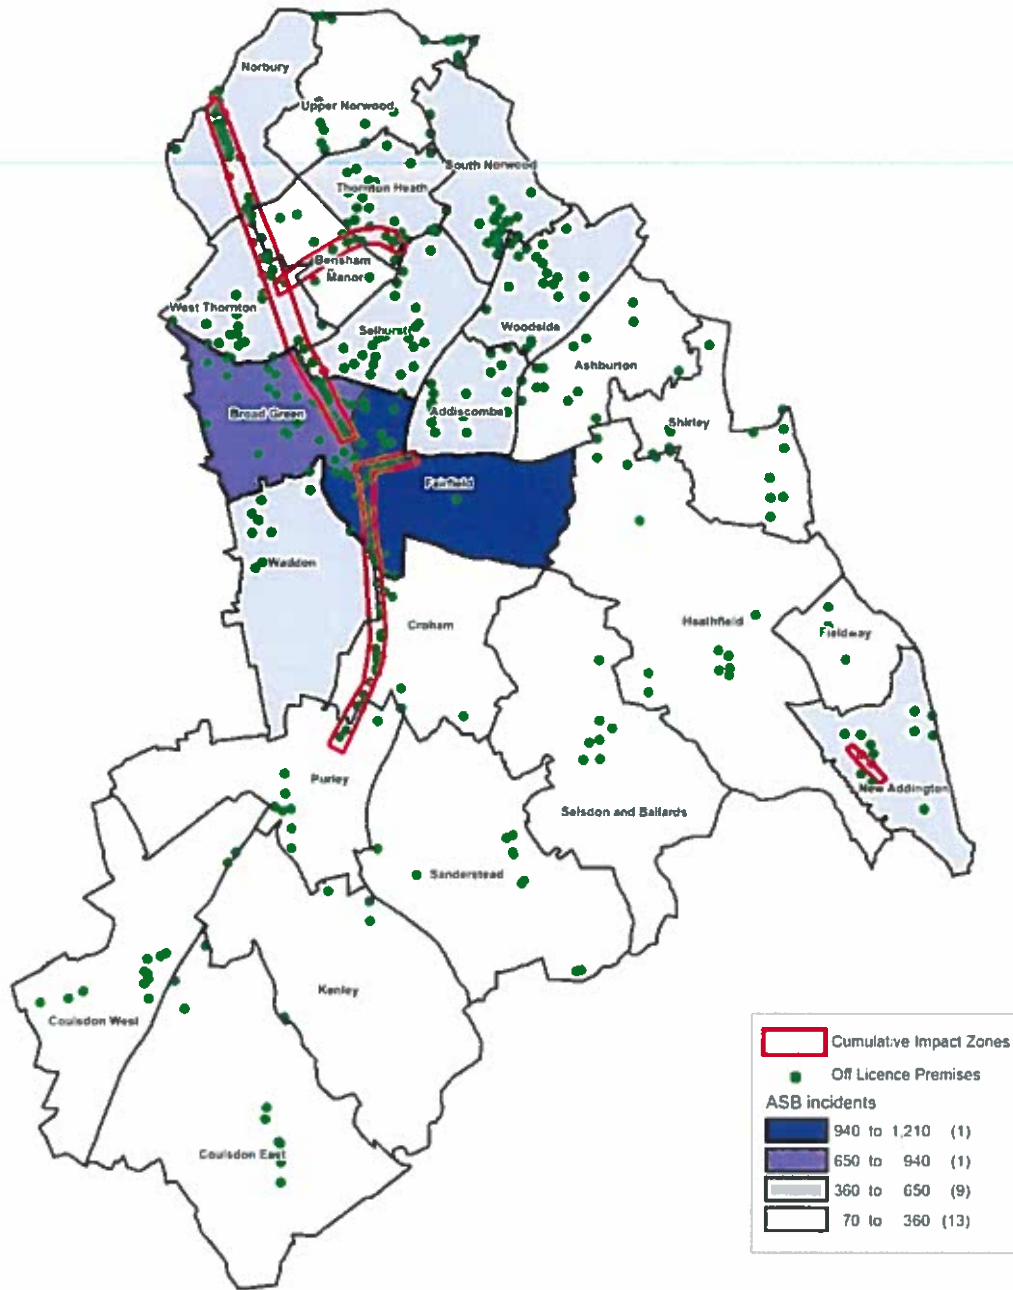 Norbury
Upper Norwood
South Norwood
Thornton Heath
Bensham
Manor
West Thornton
Selhurst
Woodside
Ashburton
Broad Green
Addiscombe
Shirley
Fairfield
Waddon
Croham
Heathfield
Fieldway
Purley
New Addington
Selsdon and Ballards
Sanderstead
Kenley
Coulsdon West
Coulsdon East
Cumulative Impact Zones
Off Licence Premises
ASB incidents
940 to 1,210 (1)
650 to 940 (1)
360 to 650 (9)
70 to 360 (13)